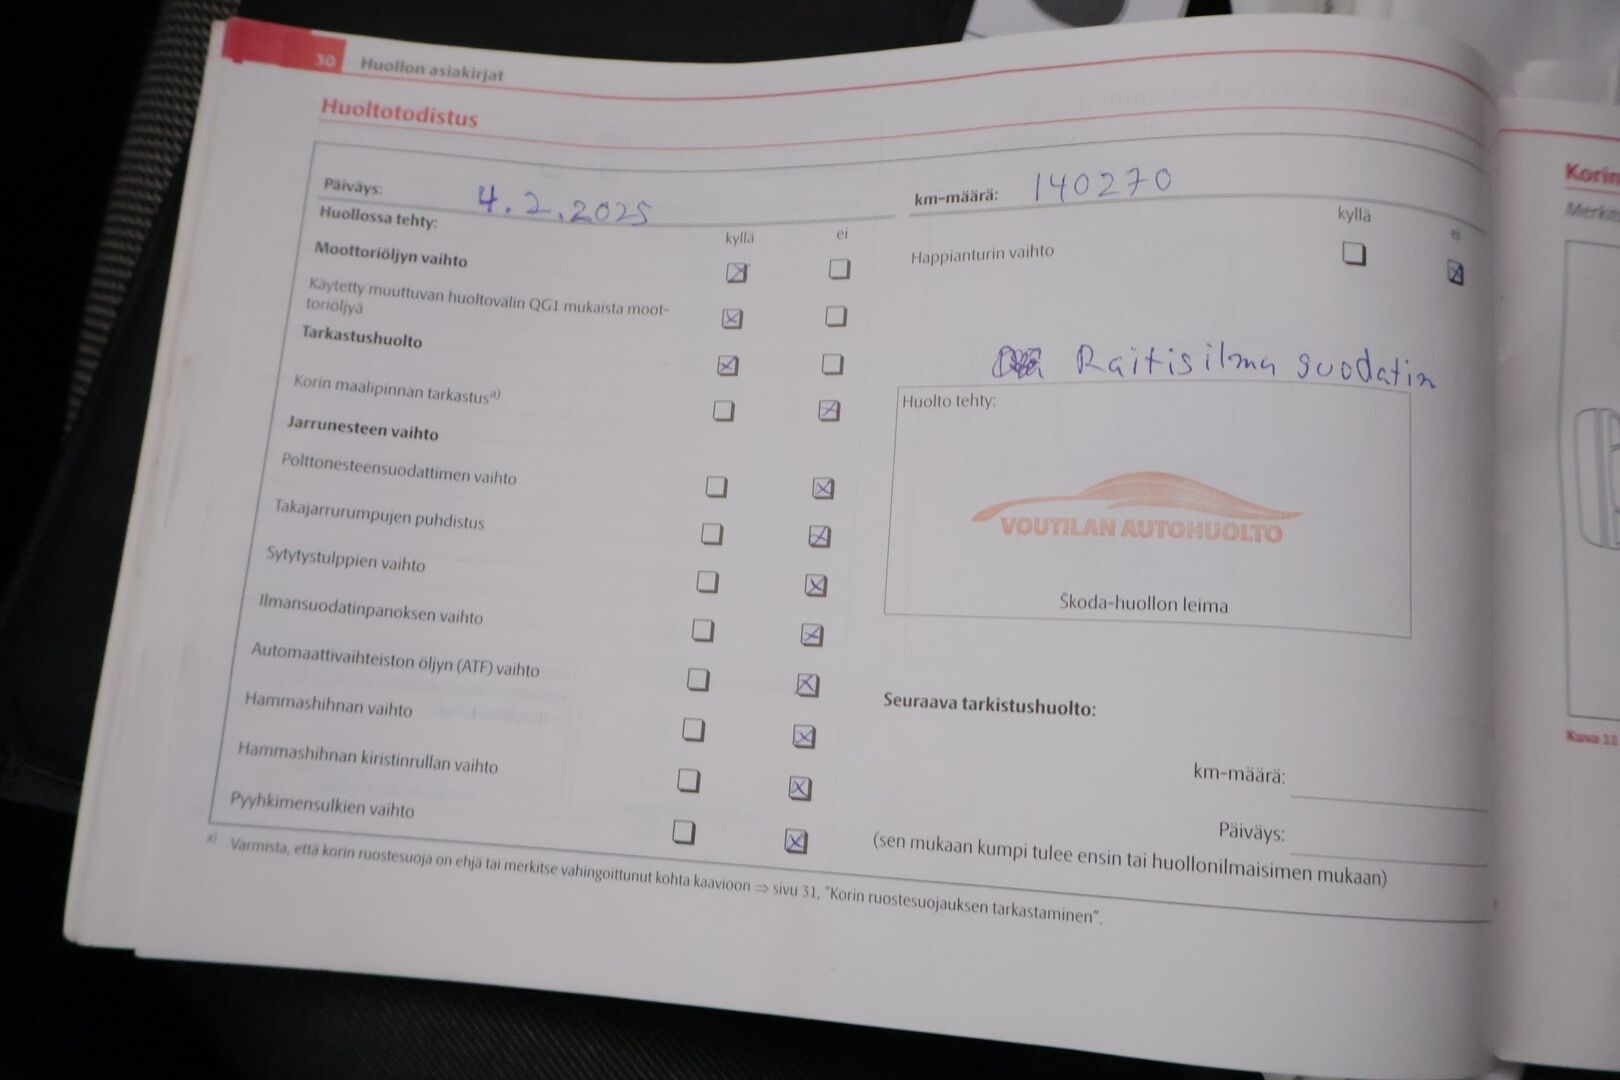 30 Huollon asiakirjat
Huoltotodistus
Päiväys: 4.2.2025
km-määrä: 140270
Huollossa tehty:
kyllä ei
Moottoriöljyn vaihto
Käytetty muuttuvan huoltovälin QG1 mukaista moot-
toriöljyä
Tarkastushuolto
Korin maalipinnan tarkastus a)
Jarrunesteen vaihto
Polttonesteensuodattimen vaihto
Takajarrurumpujen puhdistus
Sytytystulppien vaihto
Ilmansuodatinpanoksen vaihto
Automaattivaihteiston öljyn (ATF) vaihto
Hammashihnan vaihto
Hammashihnan kiristinrullan vaihto
Pyyhkimensulkien vaihto
kyllä ei
Happianturin vaihto
Raitisilma suodatin
Huolto tehty:
VOUTILAN AUTOHUOLTO
Škoda-huollon leima
Seuraava tarkistushuolto:
km-määrä:
Päiväys:
(sen mukaan kumpi tulee ensin tai huollonilmaisimen mukaan)
a) Varmista, että korin ruostesuoja on ehjä tai merkitse vahingoittunut kohta kaavioon ⇒ sivu 31, "Korin ruostesuojauksen tarkastaminen".
Kuva 11